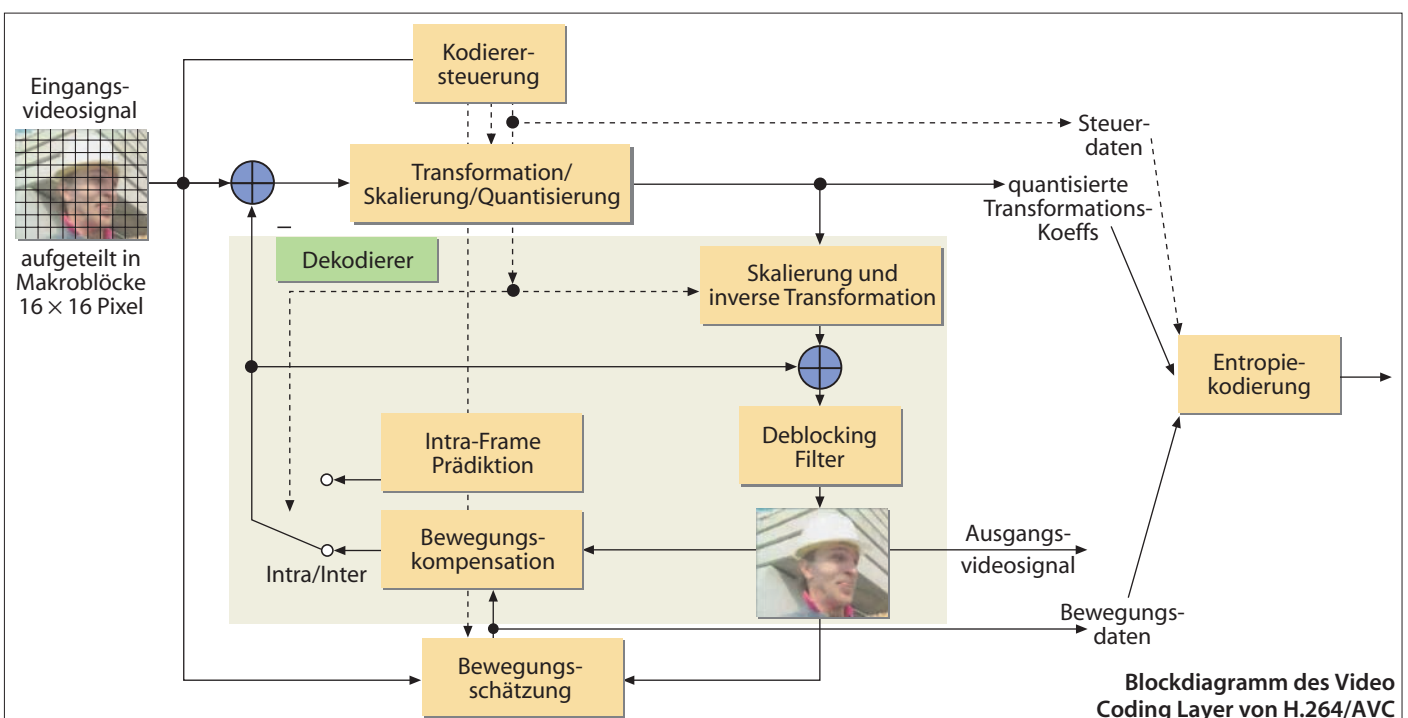 Kodierer-
steuerung
Eingangs-
videosignal
Steuer-
daten
Transformation/
Skalierung/Quantisierung
quantisierte
Transformations-
Koeffs
–
aufgeteilt in
Makroblöcke
16 × 16 Pixel
Dekodierer
Skalierung und
inverse Transformation
Entropie-
kodierung
Intra-Frame
Prädiktion
Deblocking
Filter
Bewegungs-
kompensation
Intra/Inter
Ausgangs-
videosignal
Bewegungs-
daten
Bewegungs-
schätzung
Blockdiagramm des Video
Coding Layer von H.264/AVC